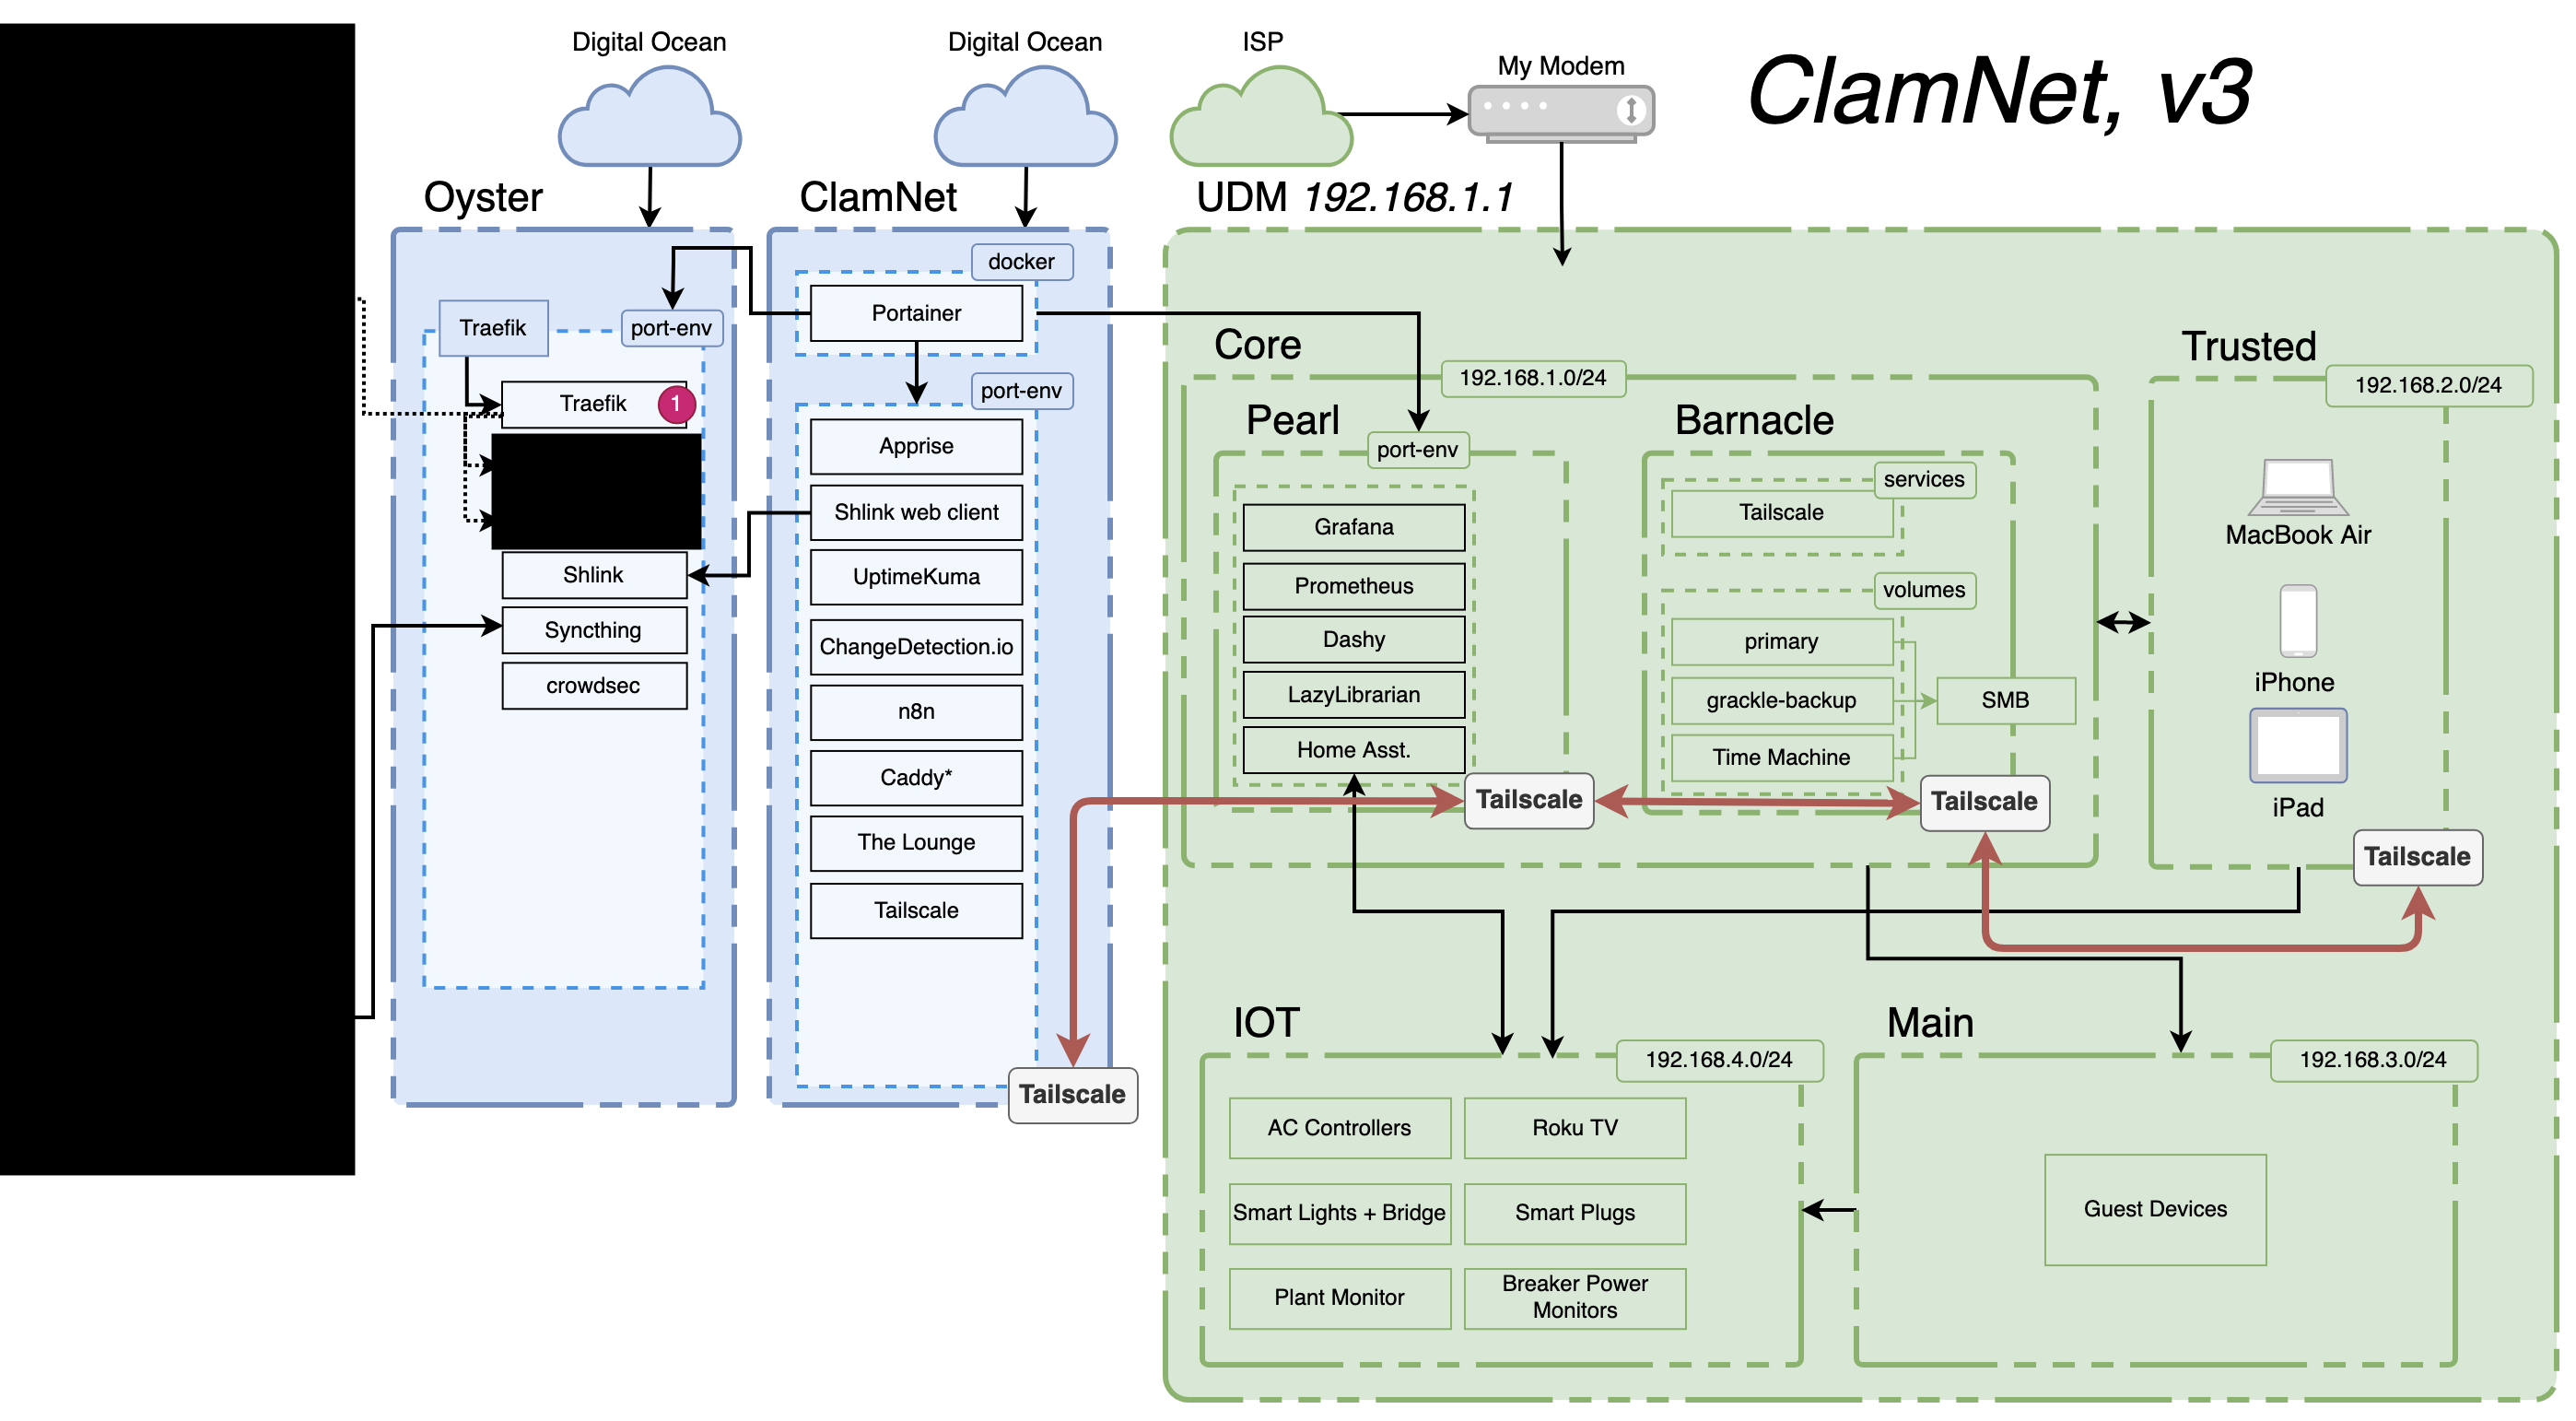 Digital Ocean
Digital Ocean
ISP
My Modem
ClamNet, v3
Oyster
ClamNet
UDM 192.168.1.1
docker
Traefik
port-env
Portainer
Traefik
1
port-env
Shlink
Syncthing
crowdsec
Apprise
Shlink web client
UptimeKuma
ChangeDetection.io
n8n
Caddy*
The Lounge
Tailscale
Tailscale
Core
192.168.1.0/24
Pearl
port-env
Grafana
Prometheus
Dashy
LazyLibrarian
Home Asst.
Tailscale
Barnacle
services
Tailscale
volumes
primary
grackle-backup
Time Machine
SMB
Tailscale
Trusted
192.168.2.0/24
MacBook Air
iPhone
iPad
Tailscale
IOT
192.168.4.0/24
AC Controllers
Roku TV
Smart Lights + Bridge
Smart Plugs
Plant Monitor
Breaker Power
Monitors
Main
192.168.3.0/24
Guest Devices